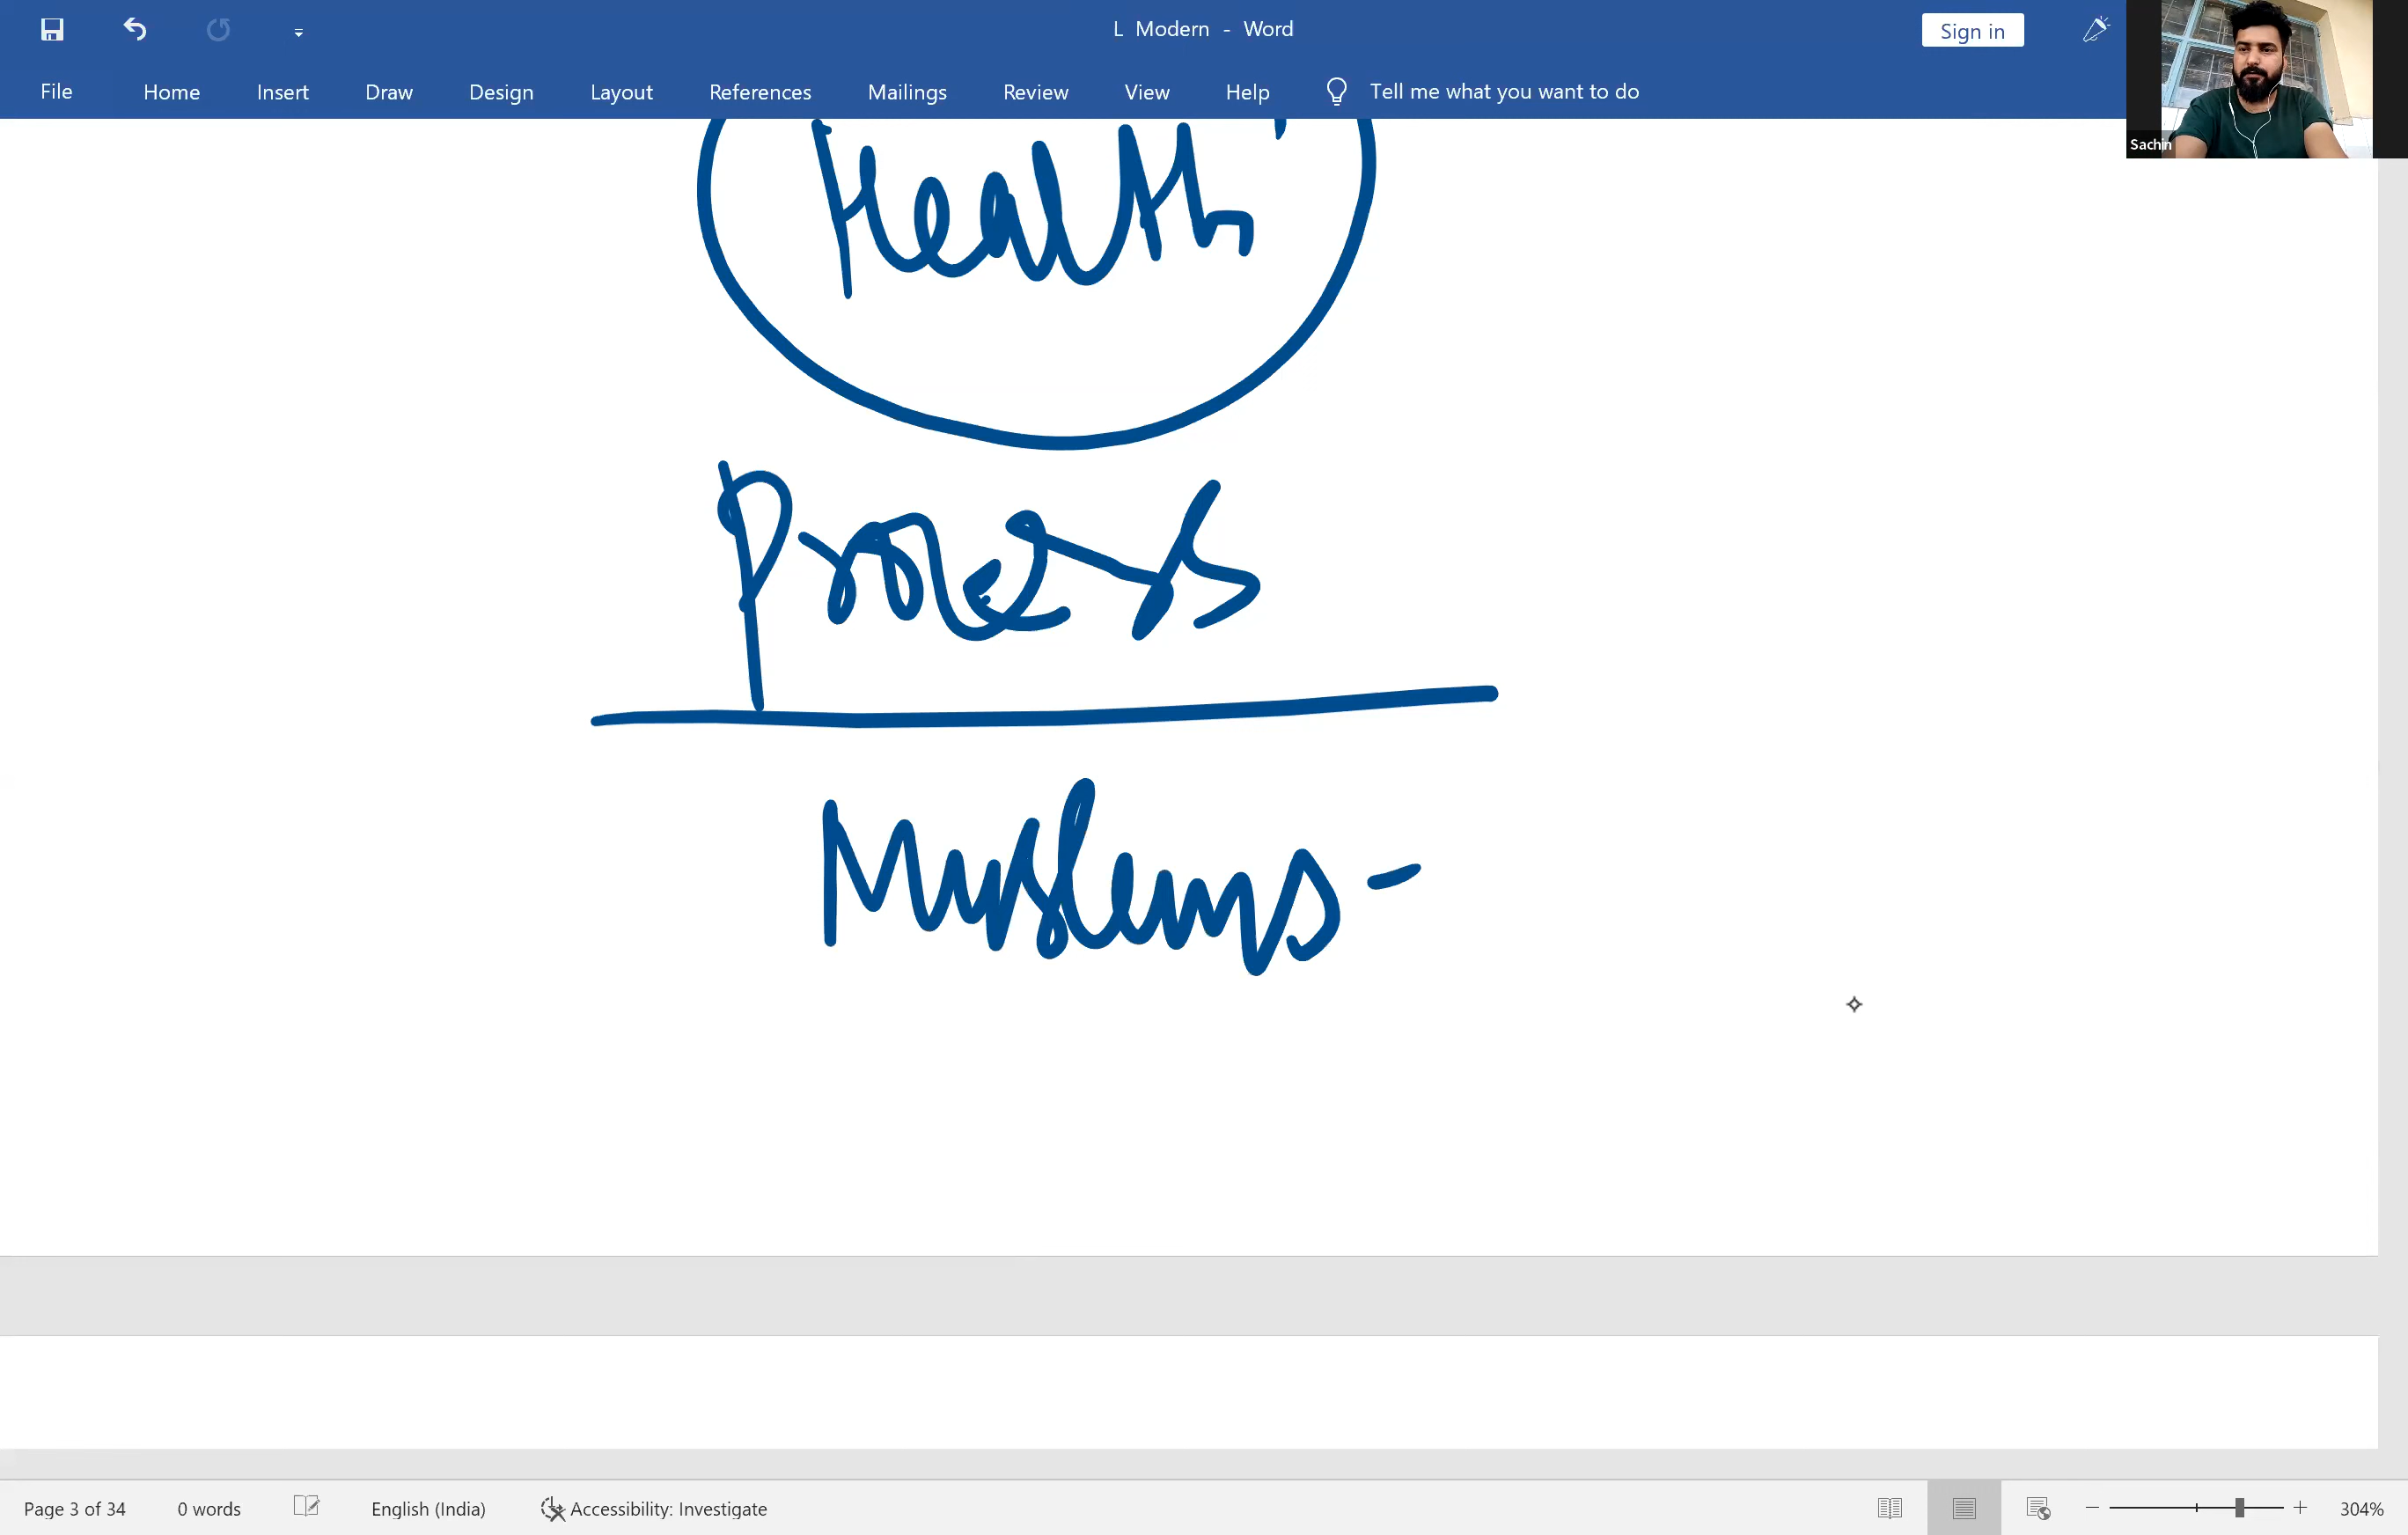 L Modern - Word
Sign in
File Home Insert Draw Design Layout References Mailings Review View Help Tell me what you want to do
Sachin
Health
Process
Muslems -
Page 3 of 34 0 words English (India) Accessibility: Investigate 304%